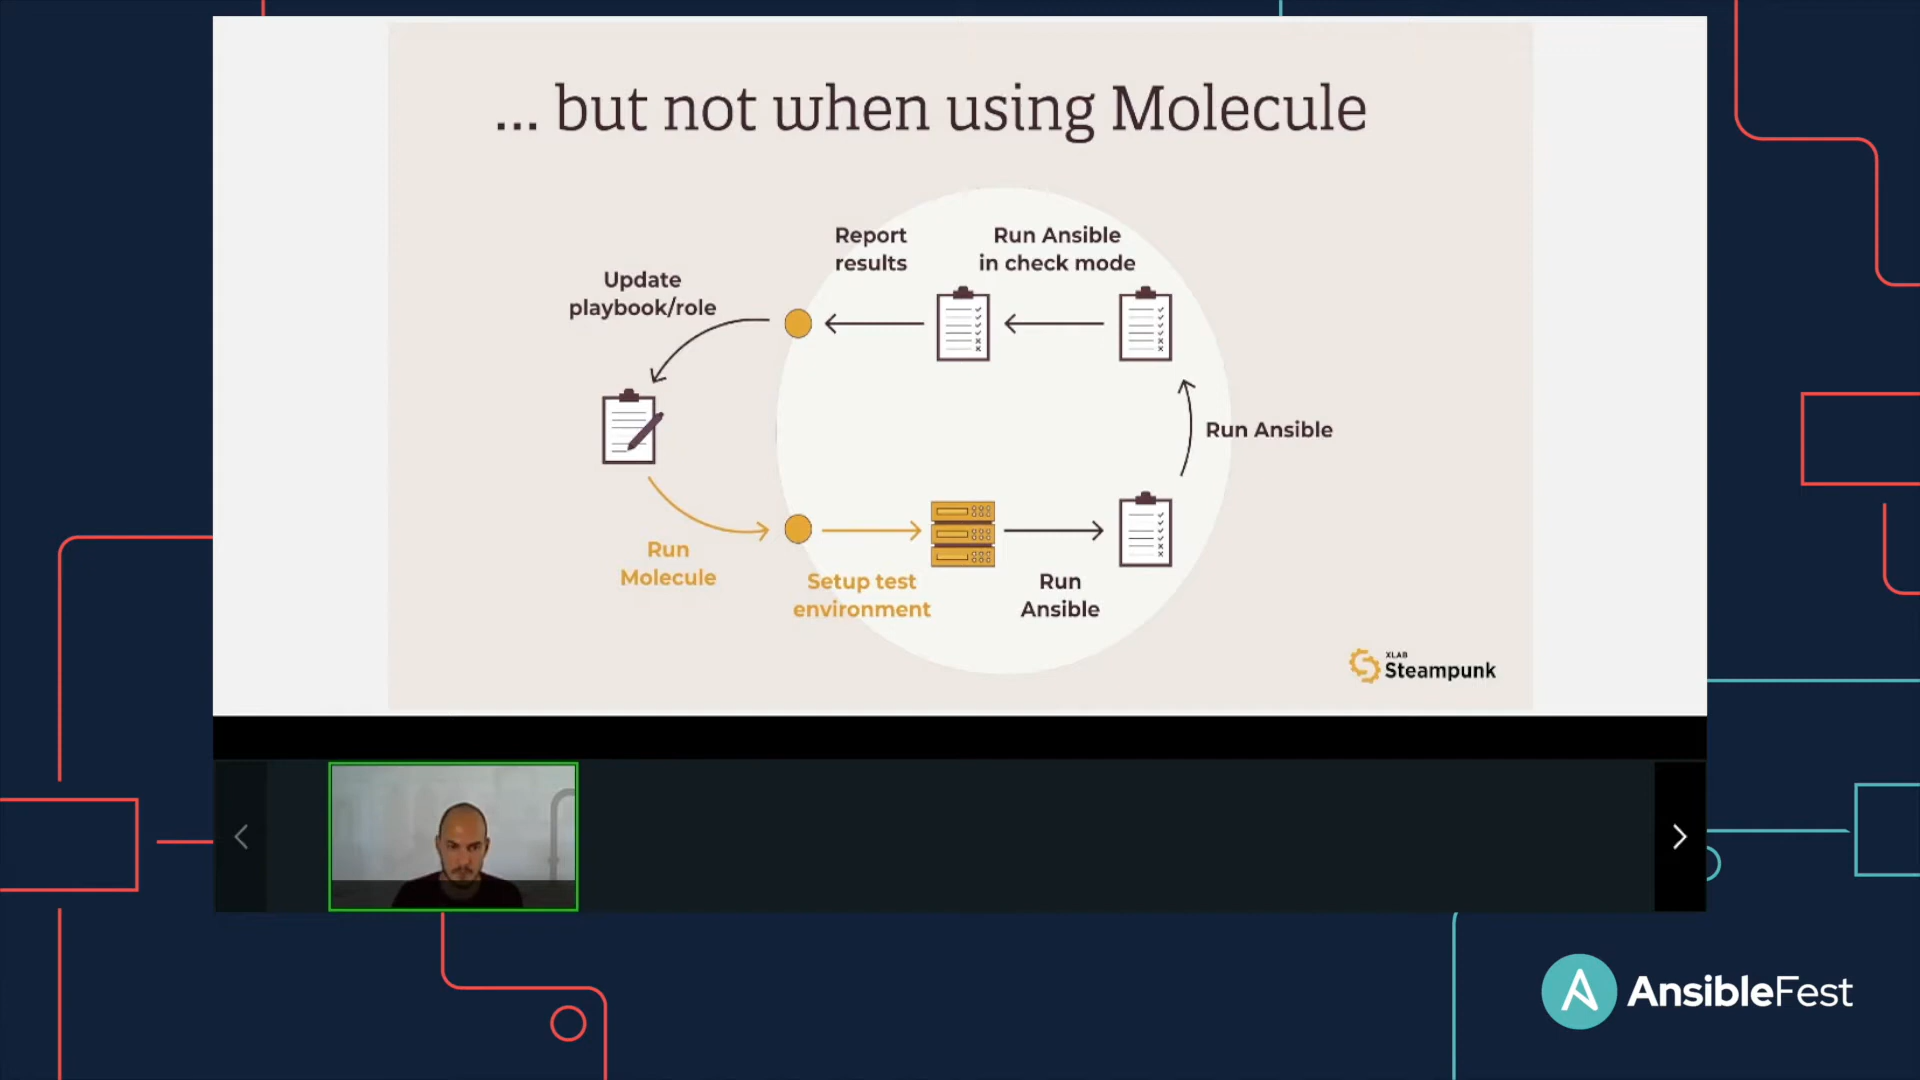 ... but not when using Molecule
Report
results
Run Ansible
in check mode
Update
playbook/role
Run Ansible
Run
Molecule
Setup test
environment
Run
Ansible
XLAB
Steampunk
AnsibleFest